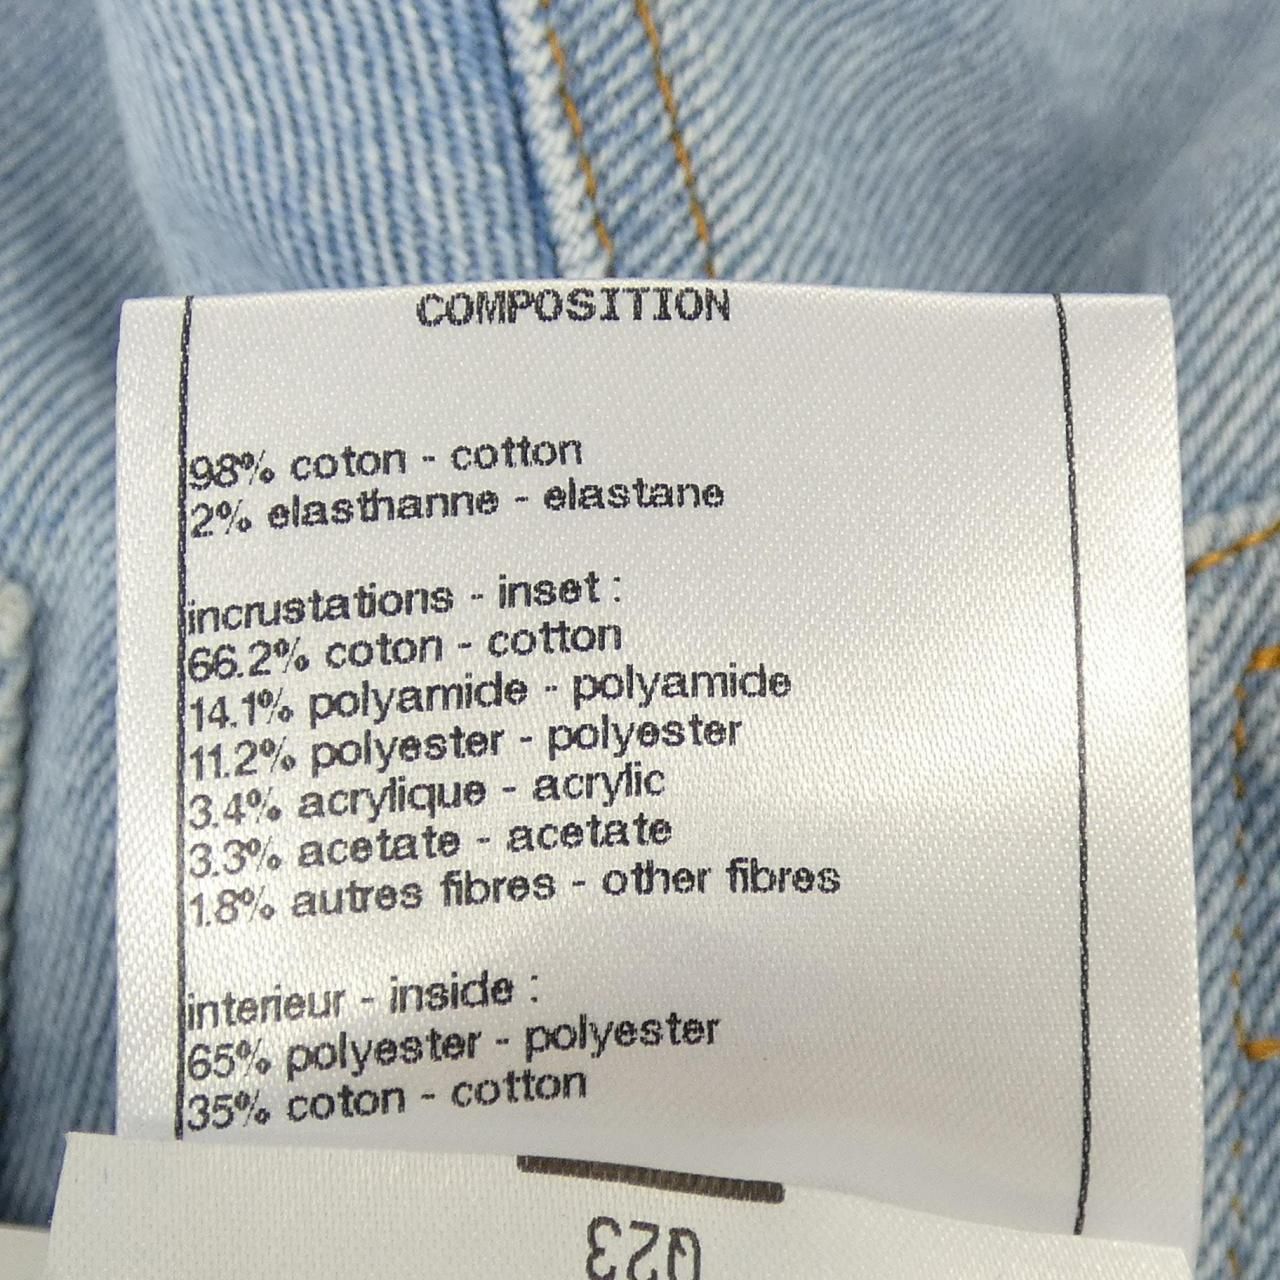 COMPOSITION
98% coton - cotton
2% elasthanne - elastane
incrustations - inset :
66.2% coton - cotton
14.1% polyamide - polyamide
11.2% polyester - polyester
3.4% acrylique - acrylic
3.3% acetate - acetate
1.8% autres fibres - other fibres
interieur - inside :
65% polyester - polyester
35% coton - cotton